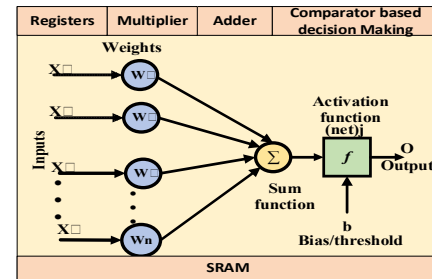 Registers Multiplier Adder Comparator based
decision Making
Weights
X□ W□
X□ W□
Inputs
X□ W□
X□ Wn
Σ
Sum
function
Activation
function
(net)j
f
O
Output
b
Bias/threshold
SRAM